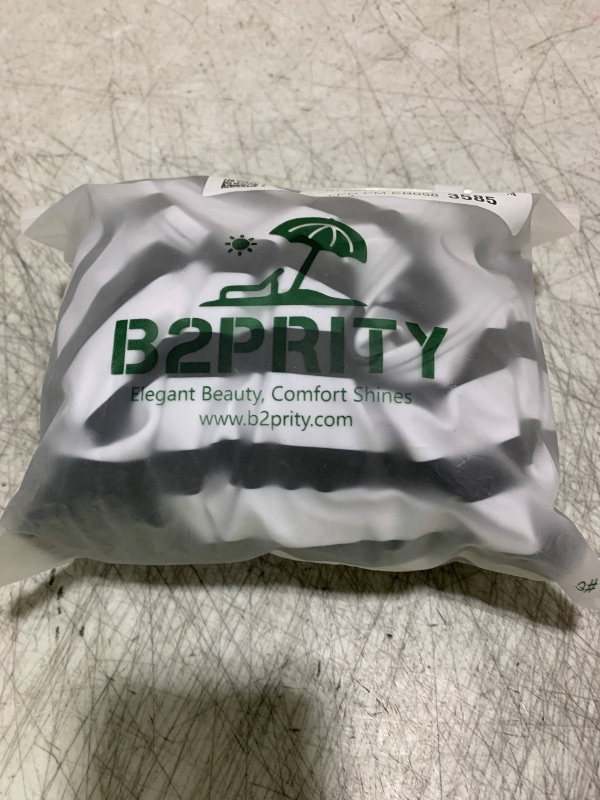 3585
B2PRITY
Elegant Beauty, Comfort Shines
www.b2prity.com